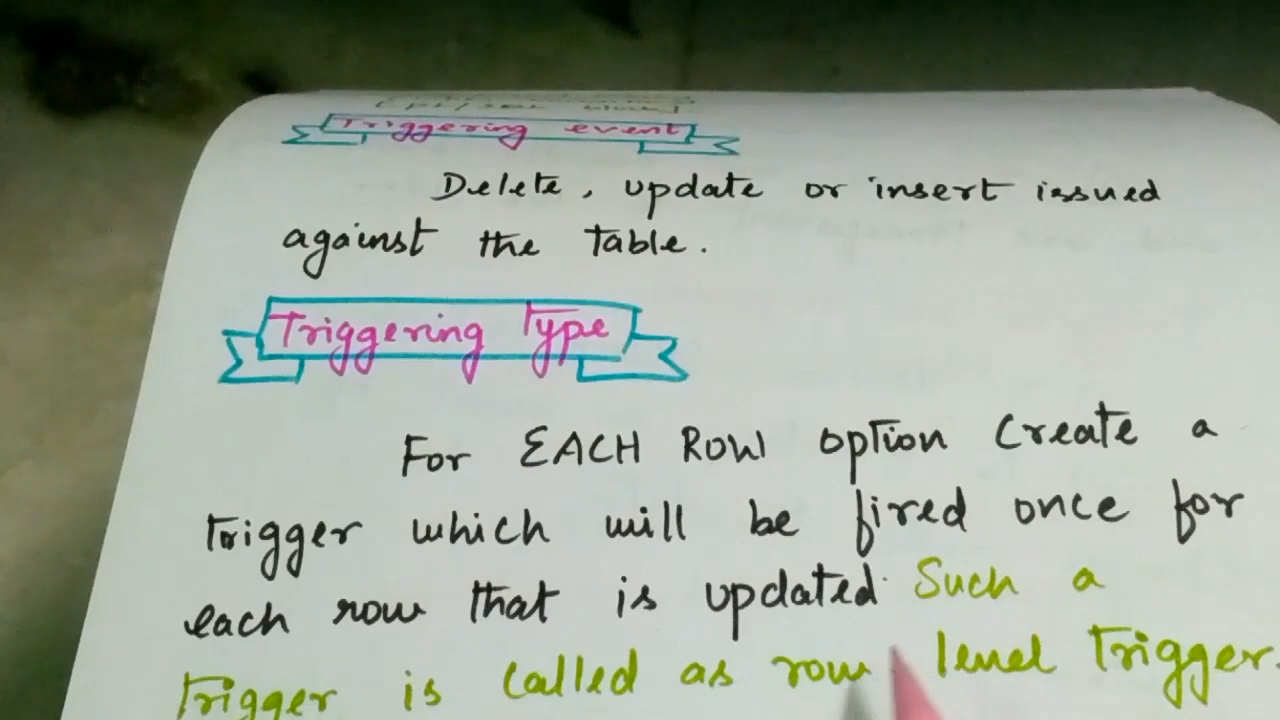 Triggering event
Delete, update or insert issued
against the table.
Triggering Type
For EACH ROW option Create a
trigger which will be fired once for
each row that is updated. Such a
trigger is called as row level Trigger.